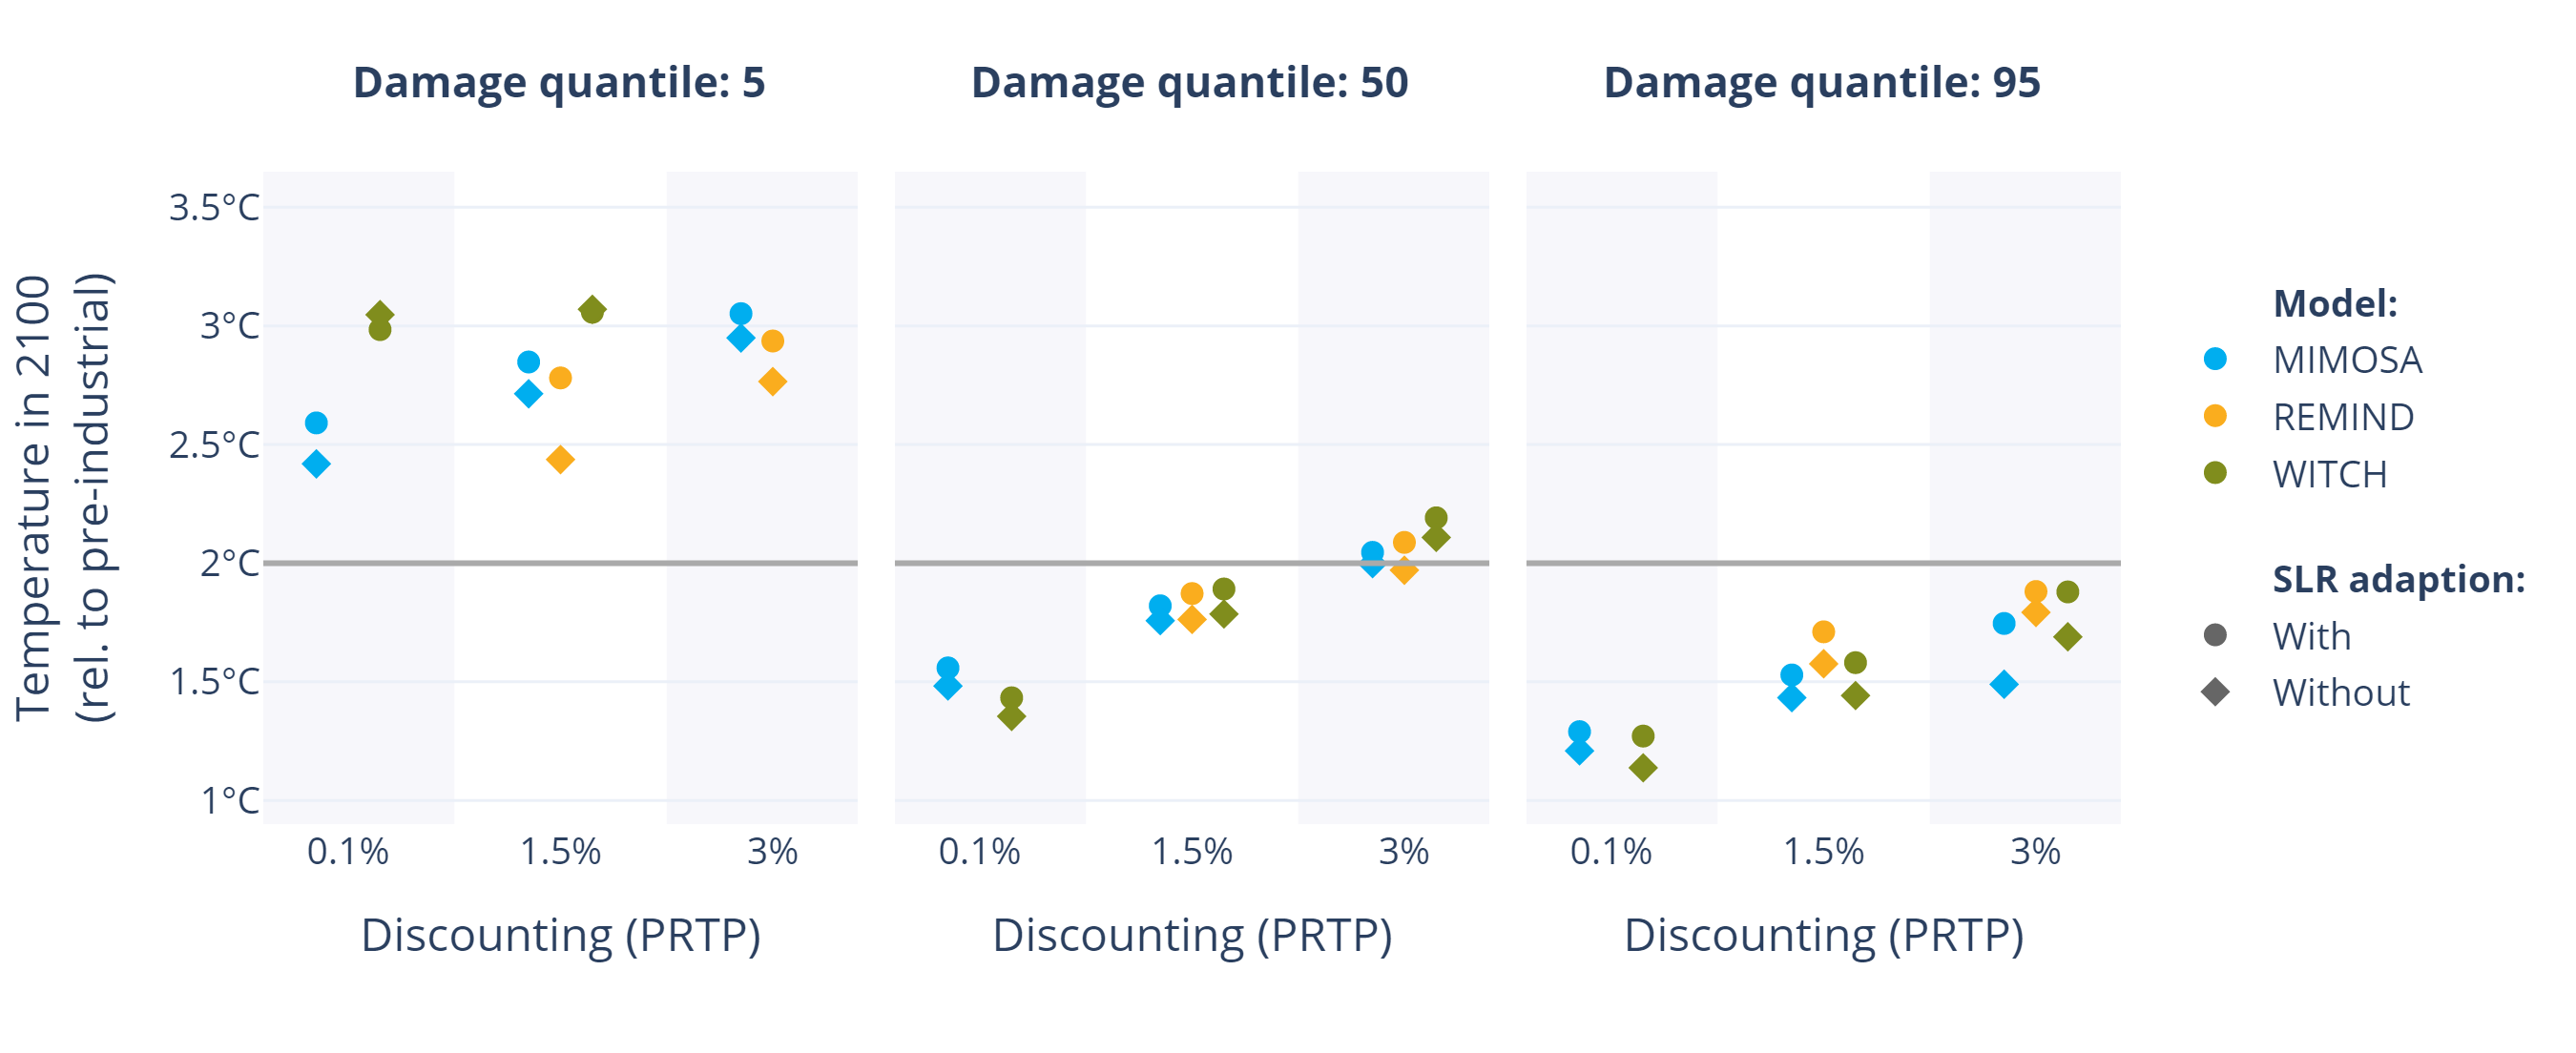 Damage quantile: 5
Damage quantile: 50
Damage quantile: 95
Temperature in 2100
(rel. to pre-industrial)
3.5°C
3°C
2.5°C
2°C
1.5°C
1°C
0.1%
1.5%
3%
0.1%
1.5%
3%
0.1%
1.5%
3%
Discounting (PRTP)
Discounting (PRTP)
Discounting (PRTP)
Model:
MIMOSA
REMIND
WITCH
SLR adaption:
With
Without